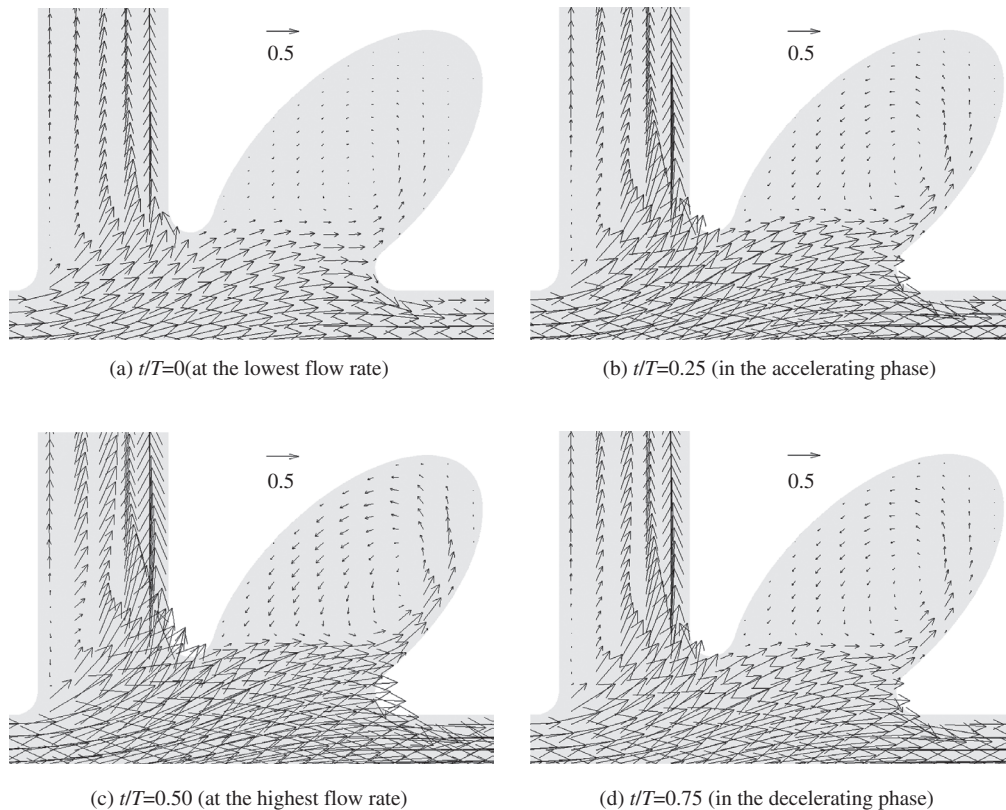 0.5
0.5
(a) t/T=0(at the lowest flow rate)
(b) t/T=0.25 (in the accelerating phase)
0.5
0.5
(c) t/T=0.50 (at the highest flow rate)
(d) t/T=0.75 (in the decelerating phase)